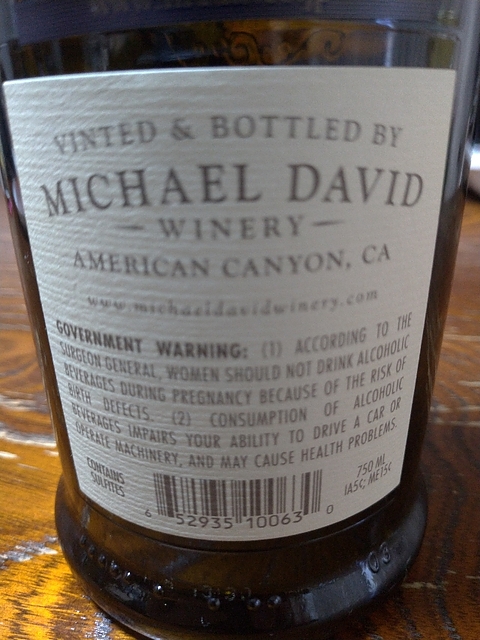 VINTED & BOTTLED BY
MICHAEL DAVID
WINERY
AMERICAN CANYON, CA
www.michaeldavidwinery.com
GOVERNMENT WARNING: (1) ACCORDING TO THE
SURGEON GENERAL, WOMEN SHOULD NOT DRINK ALCOHOLIC
BEVERAGES DURING PREGNANCY BECAUSE OF THE RISK OF
BIRTH DEFECTS. (2) CONSUMPTION OF ALCOHOLIC
BEVERAGES IMPAIRS YOUR ABILITY TO DRIVE A CAR OR
OPERATE MACHINERY, AND MAY CAUSE HEALTH PROBLEMS.
CONTAINS
SULFITES
750 ML
IA5¢; ME15¢
6 52935 10063 0